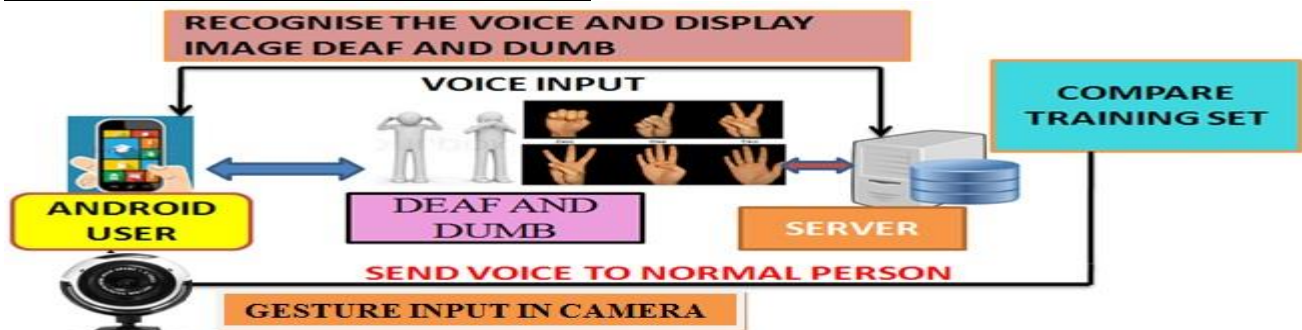 RECOGNISE THE VOICE AND DISPLAY
IMAGE DEAF AND DUMB
VOICE INPUT
COMPARE
TRAINING SET
ANDROID
USER
DEAF AND
DUMB
SERVER
SEND VOICE TO NORMAL PERSON
GESTURE INPUT IN CAMERA